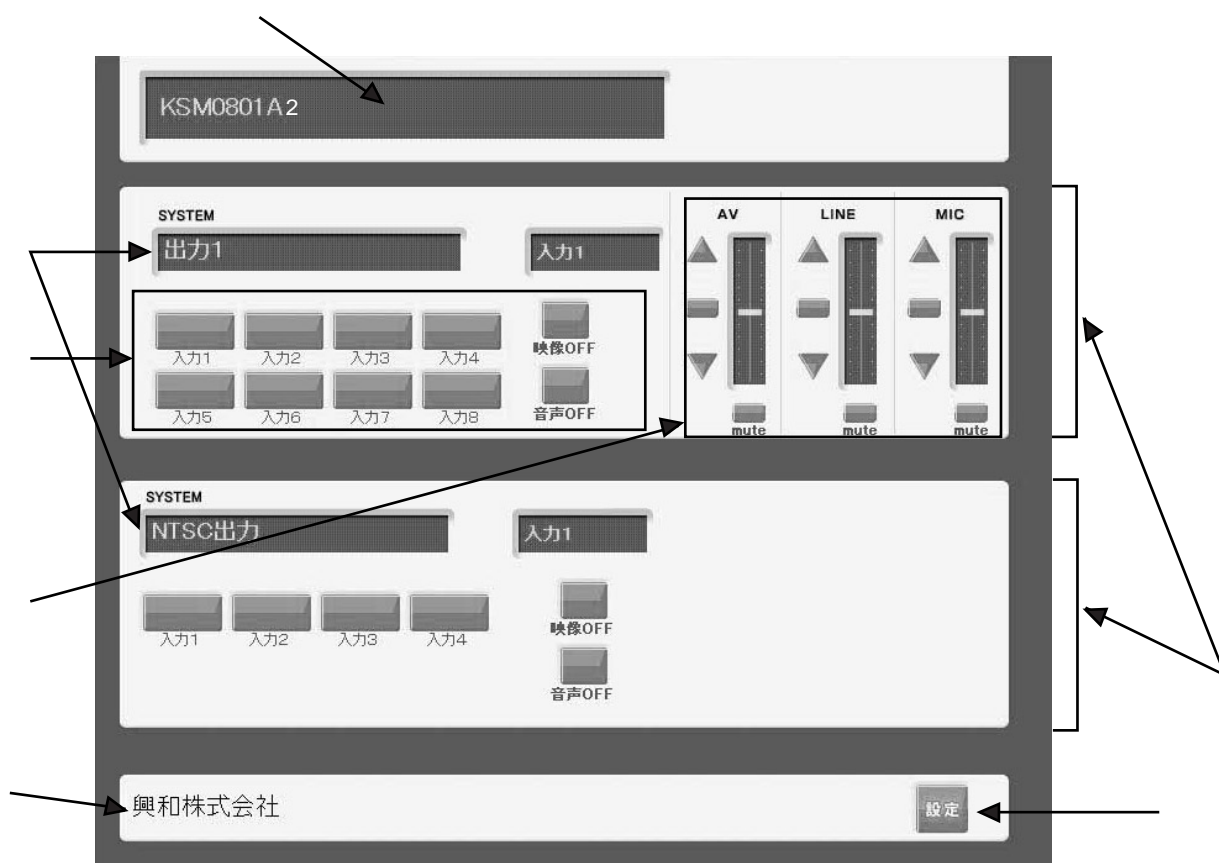 KSM0801A2
SYSTEM
出力1
入力1
AV LINE MIC
映像OFF
入力1 入力2 入力3 入力4
音声OFF
入力5 入力6 入力7 入力8
mute mute mute
SYSTEM
NTSC出力
入力1
映像OFF
入力1 入力2 入力3 入力4
音声OFF
興和株式会社
設定